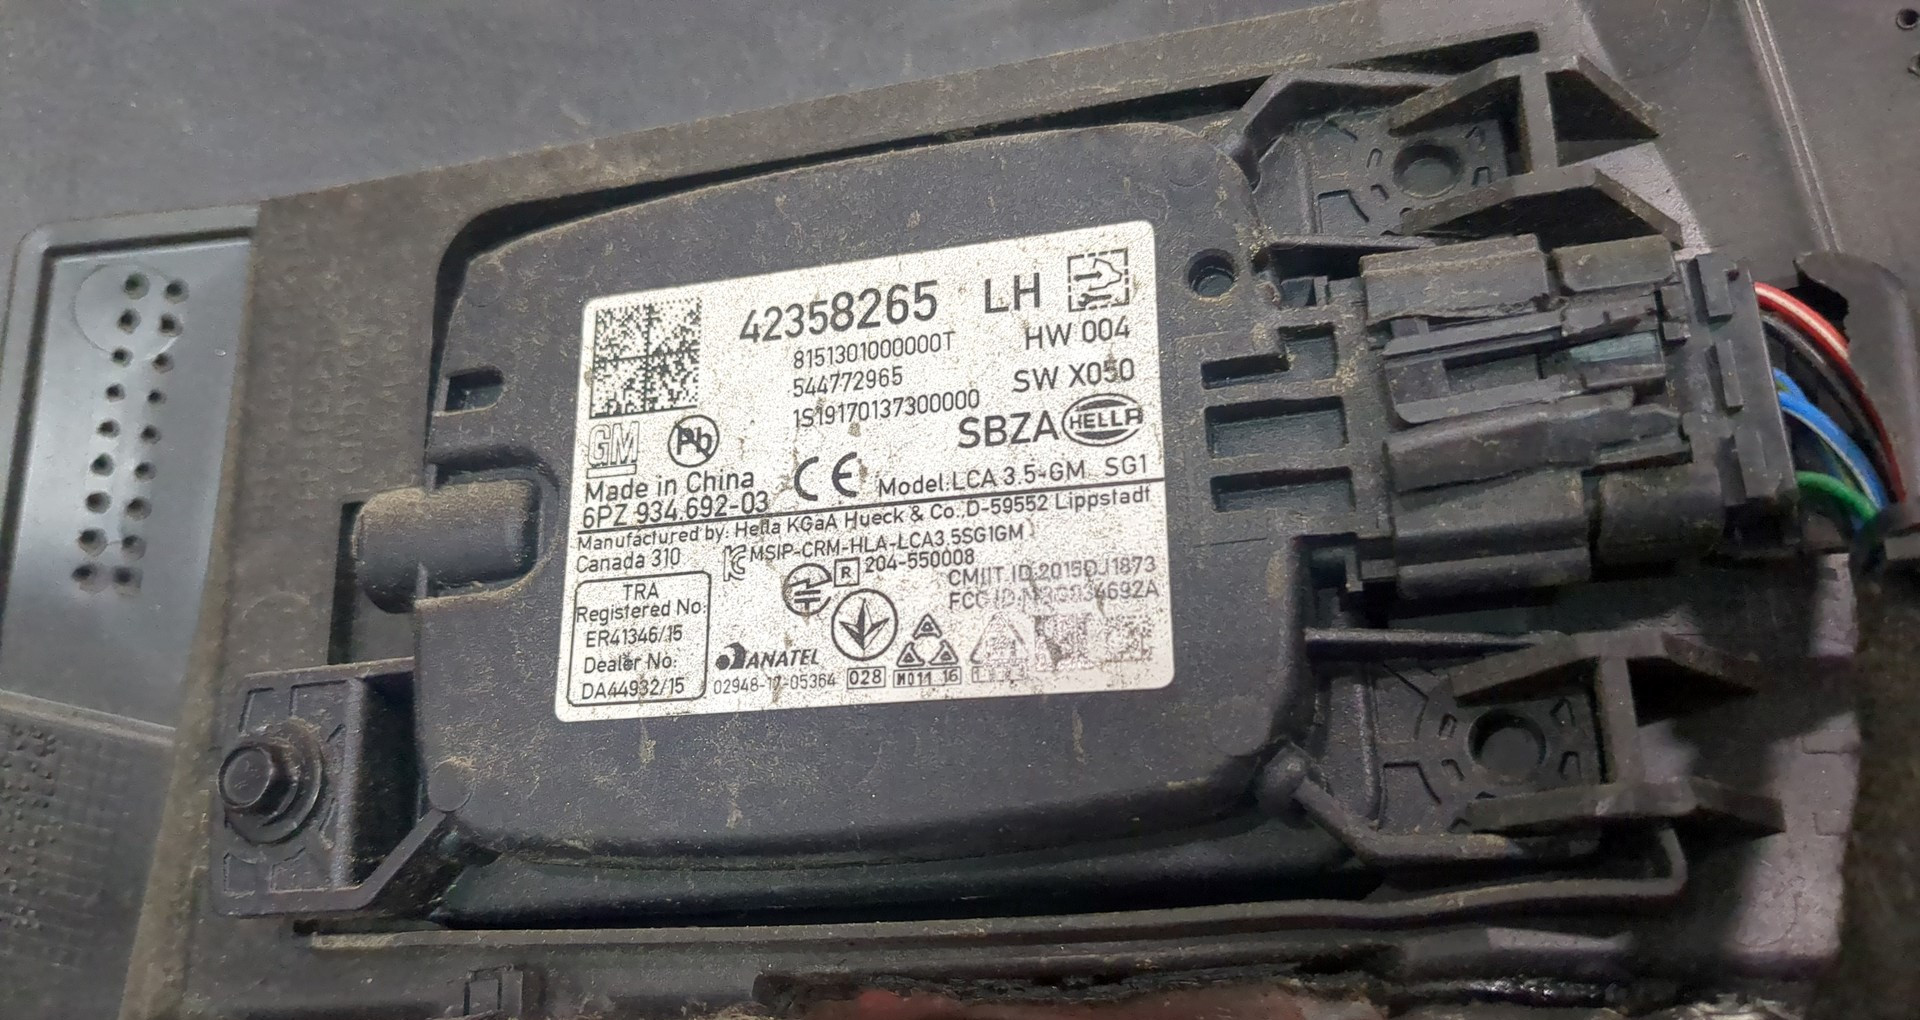 42358265 LH
8151301000000T HW 004
544772965 SW X050
1S19170137300000
SBZA HELLA
GM Pb
Made in China CE Model:LCA 3.5-GM SG1
6PZ 934.692-03
Manufactured by: Hella KGaA Hueck & Co., D-59552 Lippstadt
Canada 310 MSIP-CRM-HLA-LCA3.5SG1GM
R 204-550008
CMIIT ID:2015DJ1873
FCC ID:
TRA
Registered No:
ER41346/15
Dealer No:
DA44932/15
ANATEL
02948-17-05364 028 M011 16